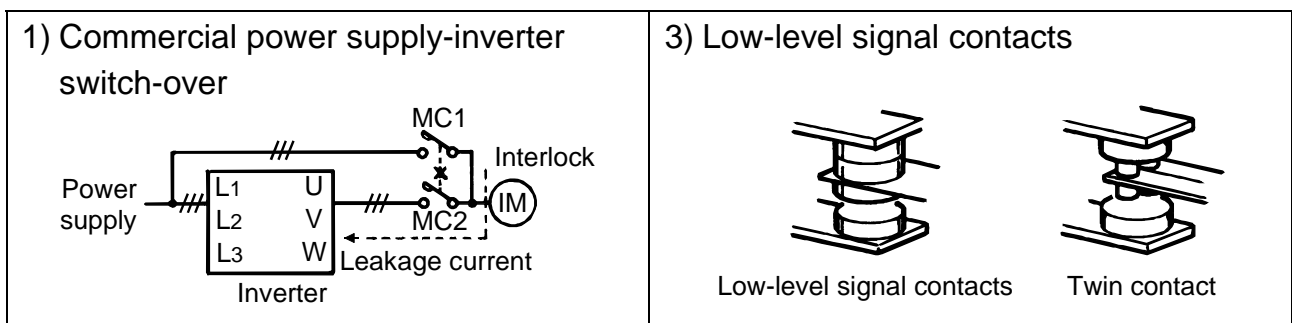 1) Commercial power supply-inverter
switch-over
MC1
Interlock
Power
supply
L1
U
L2
V
L3
W
MC2
IM
Leakage current
Inverter
3) Low-level signal contacts
Low-level signal contacts
Twin contact